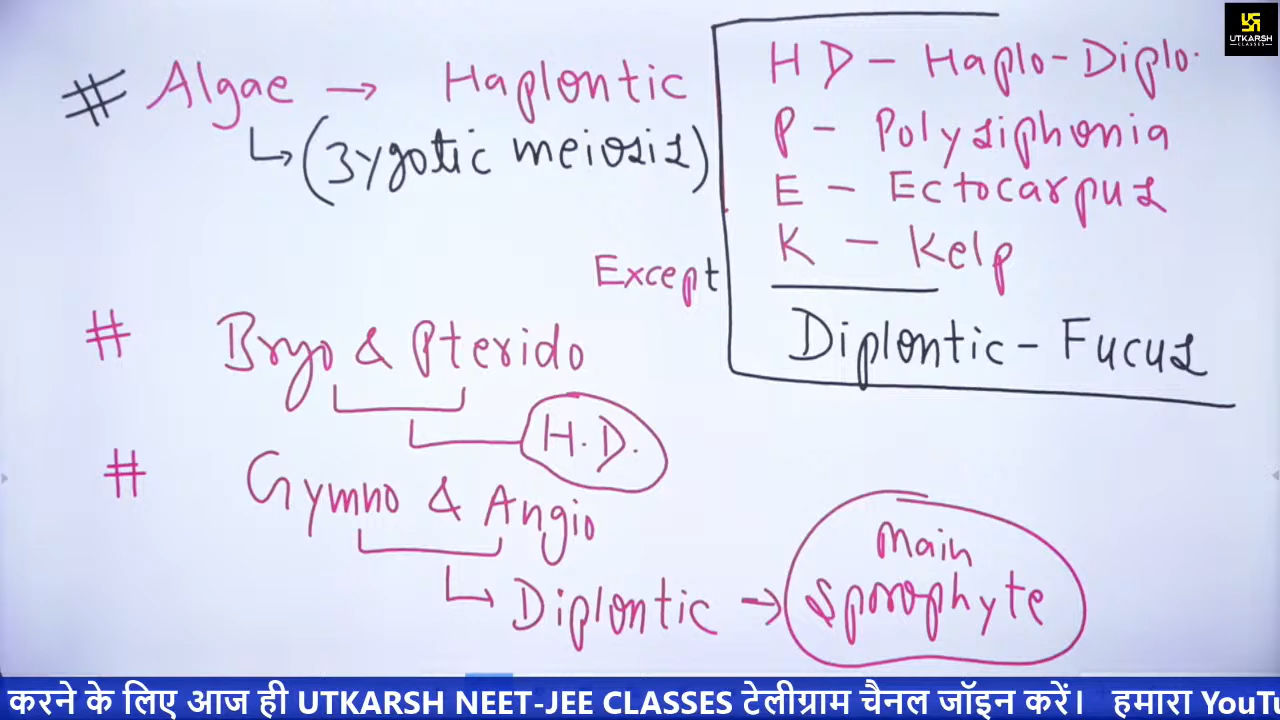 # Algae → Haplontic
↳ (Zygotic meiosis)
Except
H D - Haplo-Diplo.
P - Polysiphonia
E - Ectocarpus
K - Kelp
Diplontic - Fucus
# Bryo & Pterido
H.D.
# Gymno & Angio
↳ Diplontic → Main
Sporophyte
UTKARSH
CLASSES
करने के लिए आज ही UTKARSH NEET-JEE CLASSES टेलीग्राम चैनल जॉइन करें। हमारा YouTu